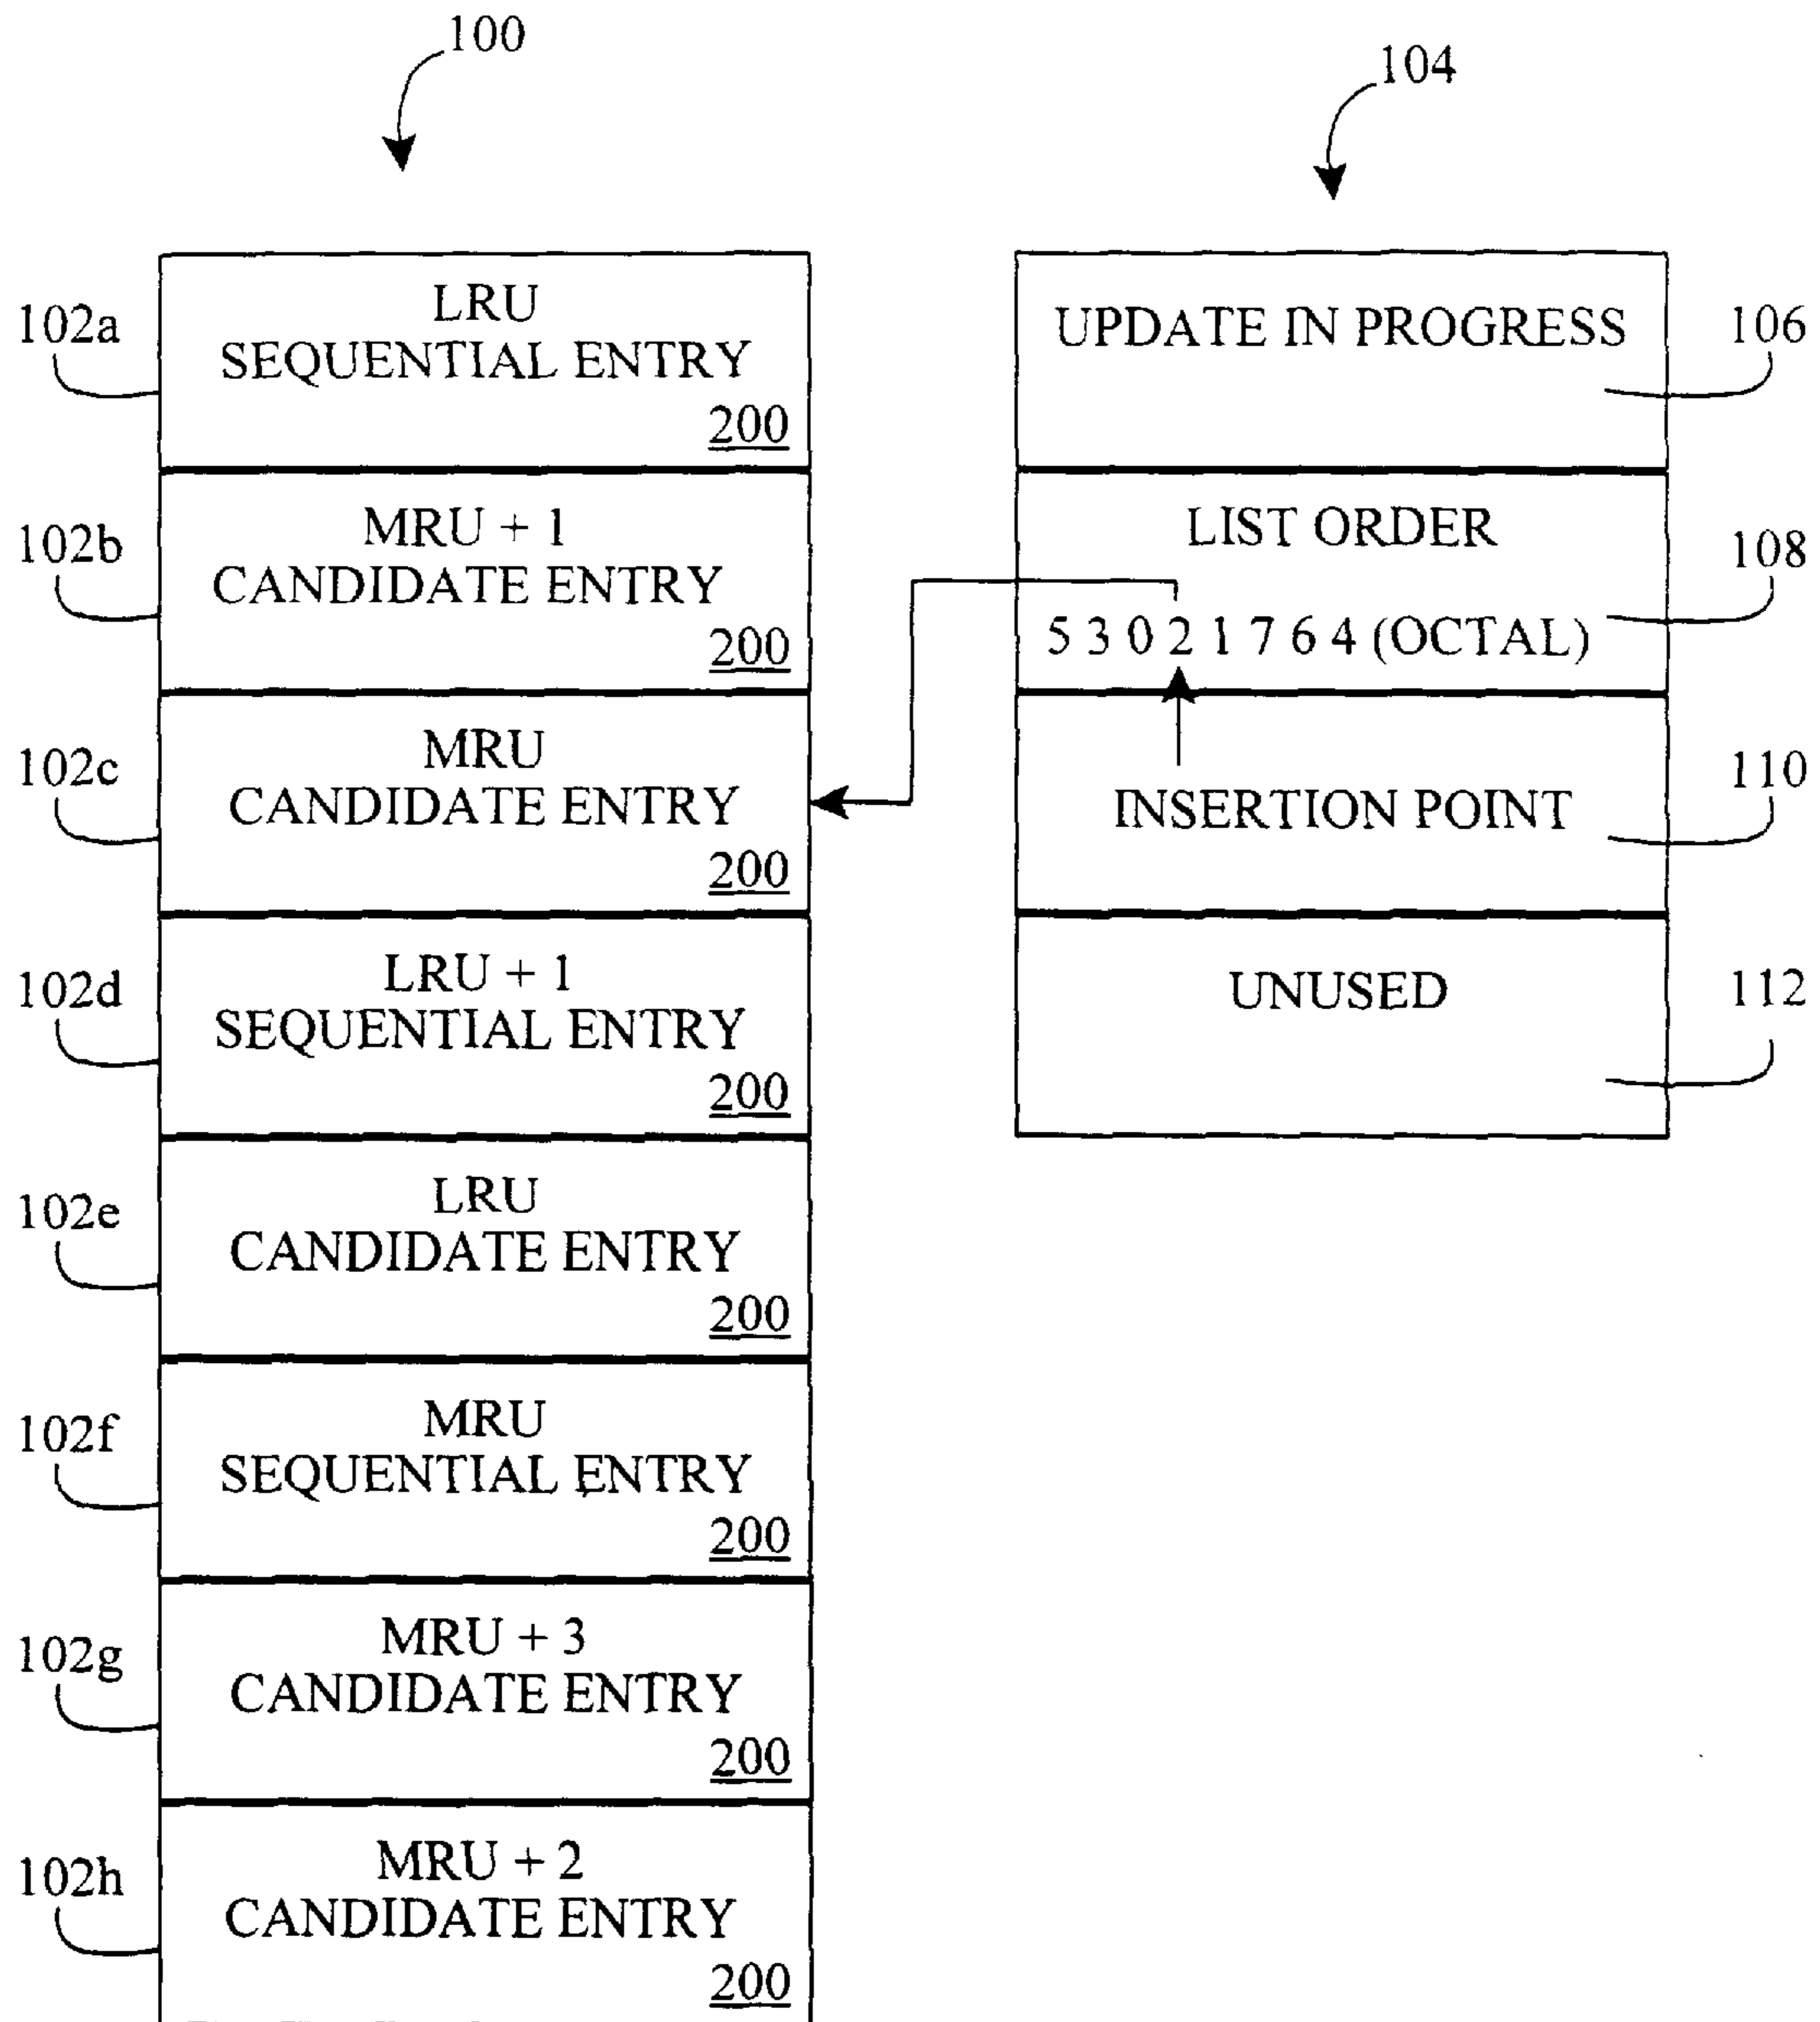 100
104
102a
LRU
SEQUENTIAL ENTRY
200
102b
MRU + 1
CANDIDATE ENTRY
200
102c
MRU
CANDIDATE ENTRY
200
102d
LRU + 1
SEQUENTIAL ENTRY
200
102e
LRU
CANDIDATE ENTRY
200
102f
MRU
SEQUENTIAL ENTRY
200
102g
MRU + 3
CANDIDATE ENTRY
200
102h
MRU + 2
CANDIDATE ENTRY
200
UPDATE IN PROGRESS
106
LIST ORDER
108
5 3 0 2 1 7 6 4 (OCTAL)
INSERTION POINT
110
UNUSED
112